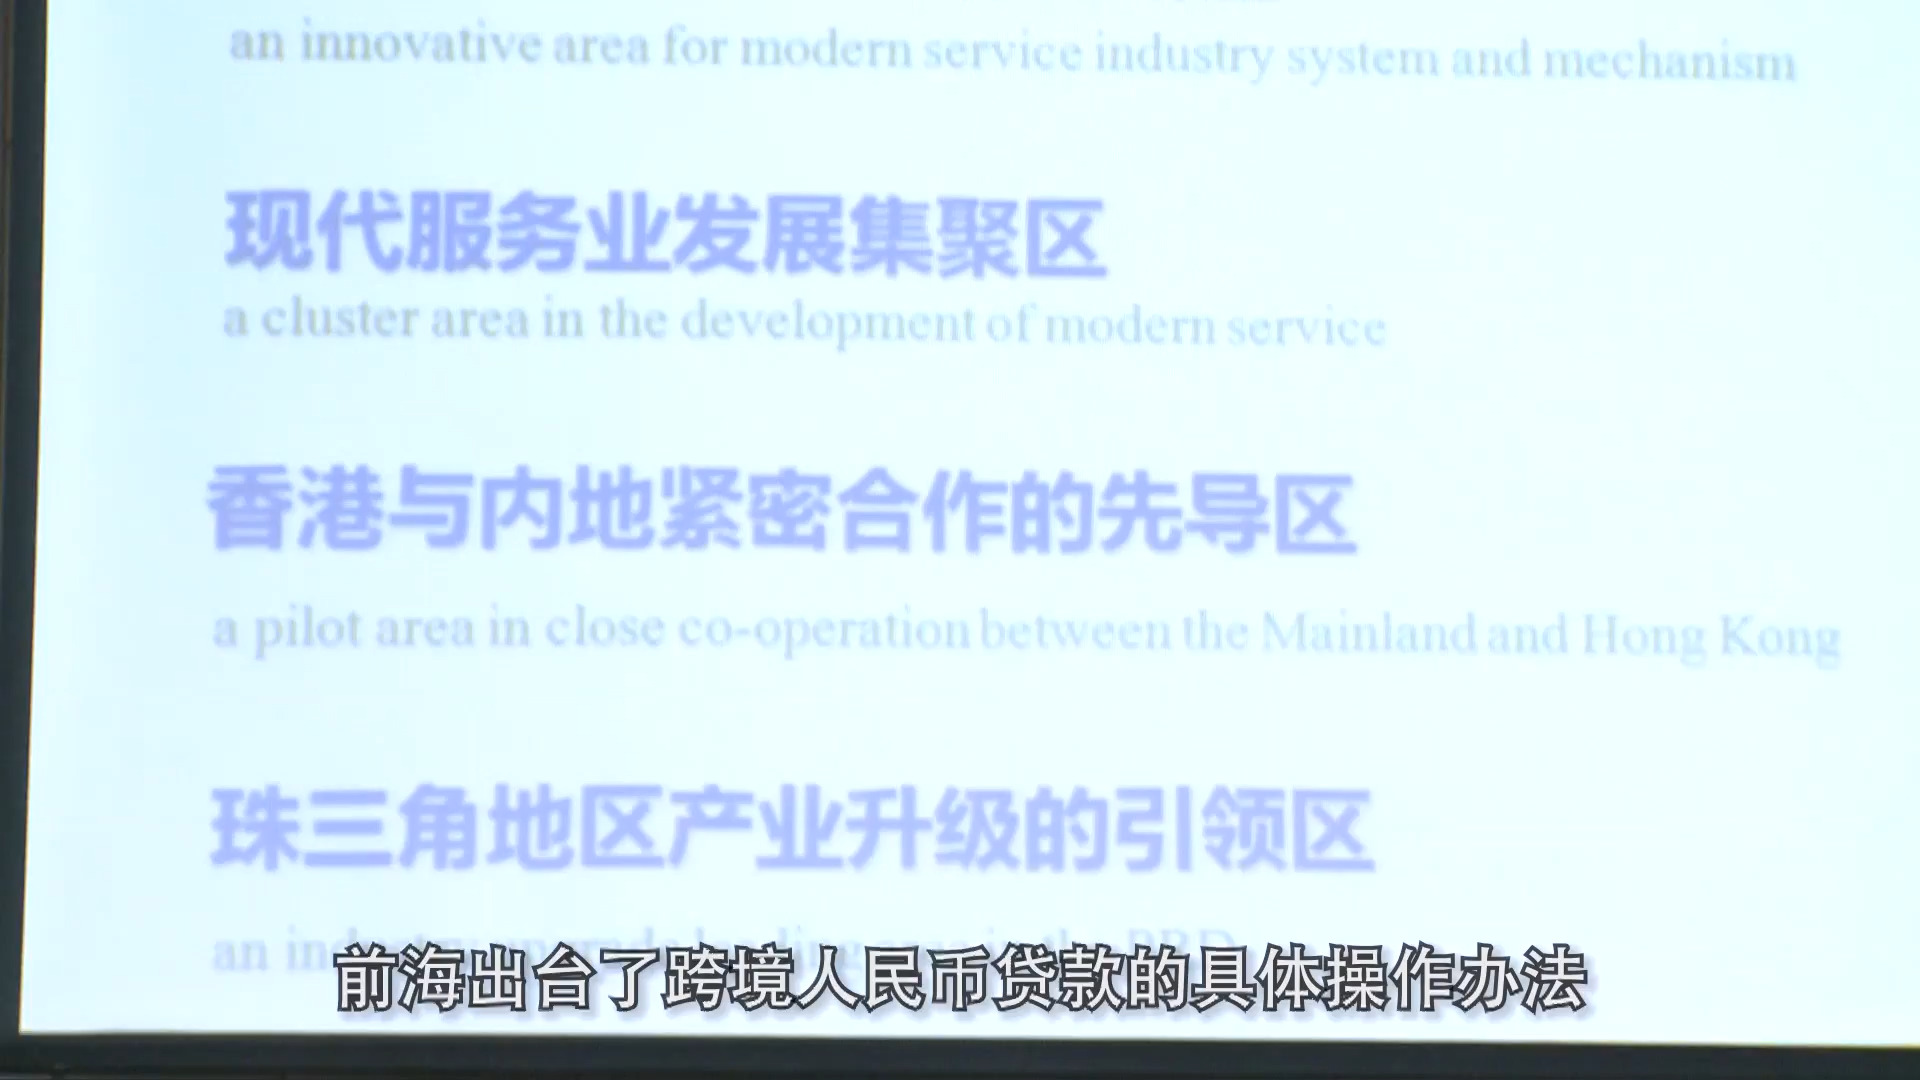 an innovative area for modern service industry system and mechanism
现代服务业发展集聚区
a cluster area in the development of modern service
香港与内地紧密合作的先导区
a pilot area in close co-operation between the Mainland and Hong Kong
珠三角地区产业升级的引领区
an in
前海出台了跨境人民币贷款的具体操作办法